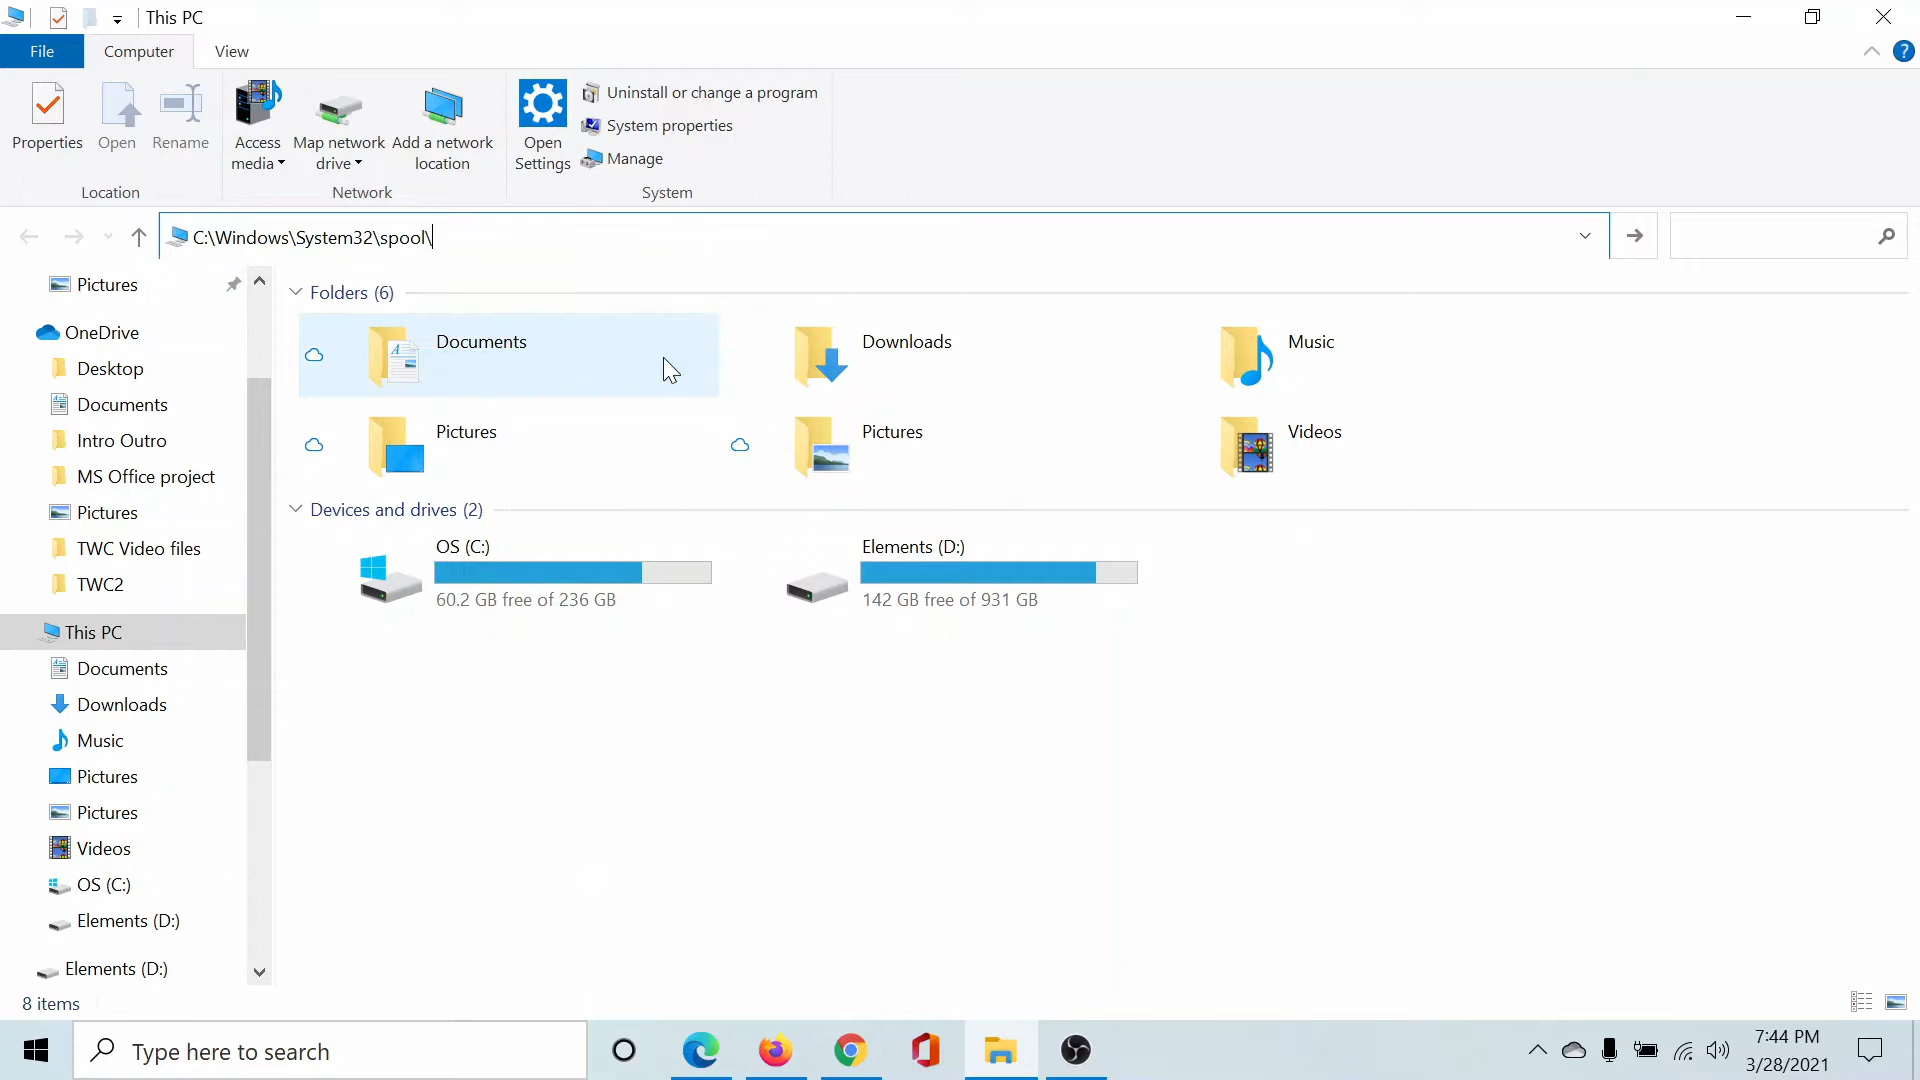 This PC
File
Computer
View
Properties
Open
Rename
Access media
Map network drive
Add a network location
Open Settings
Uninstall or change a program
System properties
Manage
Location
Network
System
C:\Windows\System32\spool\
Pictures
OneDrive
Desktop
Documents
Intro Outro
MS Office project
Pictures
TWC Video files
TWC2
This PC
Documents
Downloads
Music
Pictures
Pictures
Videos
OS (C:)
Elements (D:)
Elements (D:)
Folders (6)
Documents
Downloads
Music
Pictures
Pictures
Videos
Devices and drives (2)
OS (C:)
60.2 GB free of 236 GB
Elements (D:)
142 GB free of 931 GB
8 items
Type here to search
7:44 PM
3/28/2021